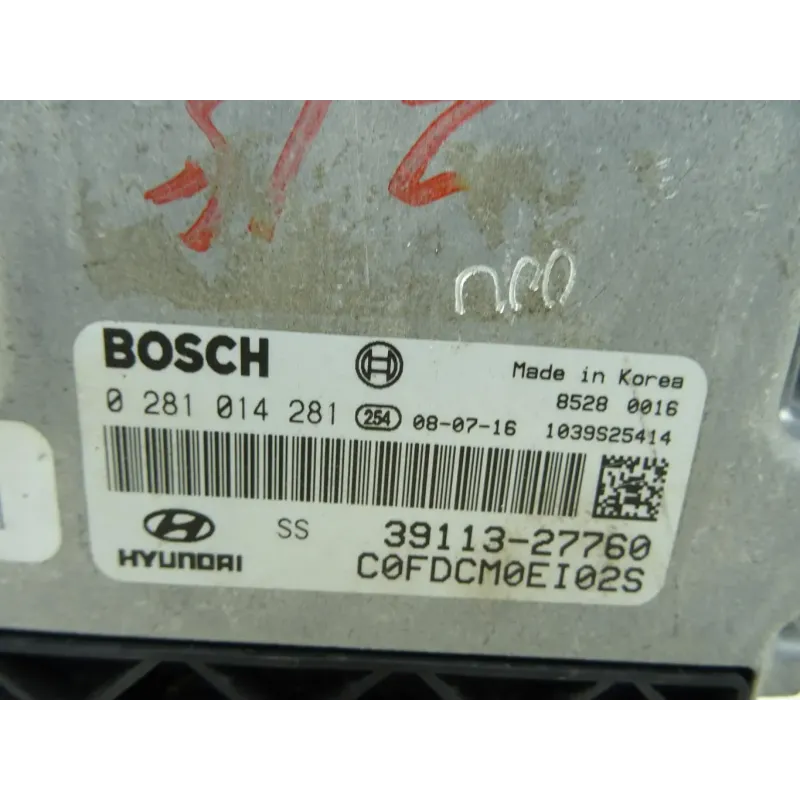 BOSCH
Made in Korea
8528 0016
0 281 014 281 254 08-07-16 1039S25414
HYUNDAI SS 39113-27760
C0FDCM0EI02S